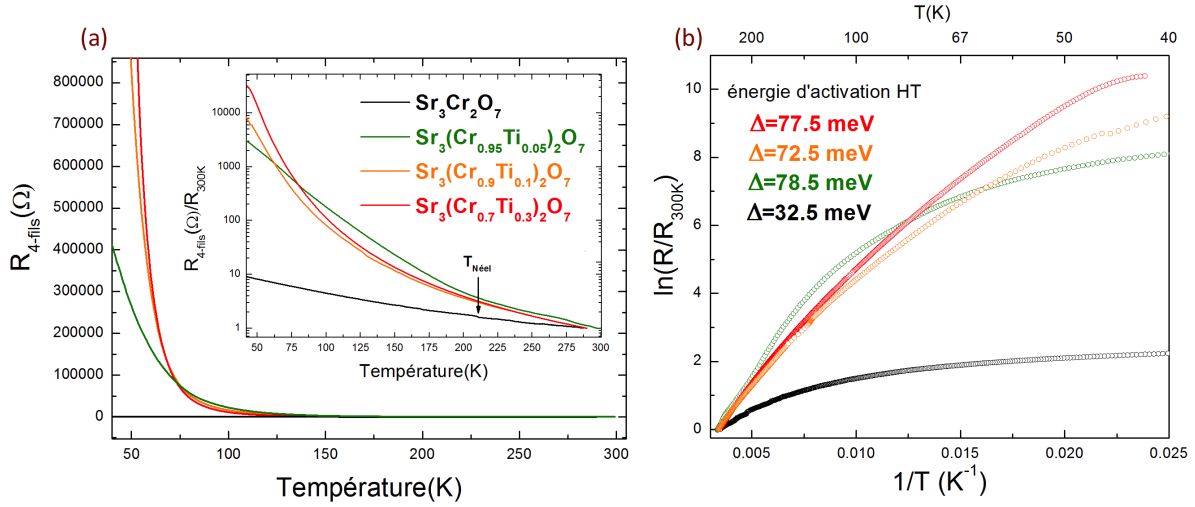 (a)
800000
700000
600000
500000
400000
300000
200000
100000
0
R4-fils(Ω)
50 100 150 200 250 300
Température(K)
10000
1000
100
10
1
R4-fils(Ω)/R300K
50 75 100 125 150 175 200 225 250 275 300
Température(K)
Sr3Cr2O7
Sr3(Cr0.95Ti0.05)2O7
Sr3(Cr0.9Ti0.1)2O7
Sr3(Cr0.7Ti0.3)2O7
TNéel
(b)
T(K)
200 100 67 50 40
10
8
6
4
2
0
ln(R/R300K)
énergie d'activation HT
Δ=77.5 meV
Δ=72.5 meV
Δ=78.5 meV
Δ=32.5 meV
0.005 0.010 0.015 0.020 0.025
1/T (K-1)